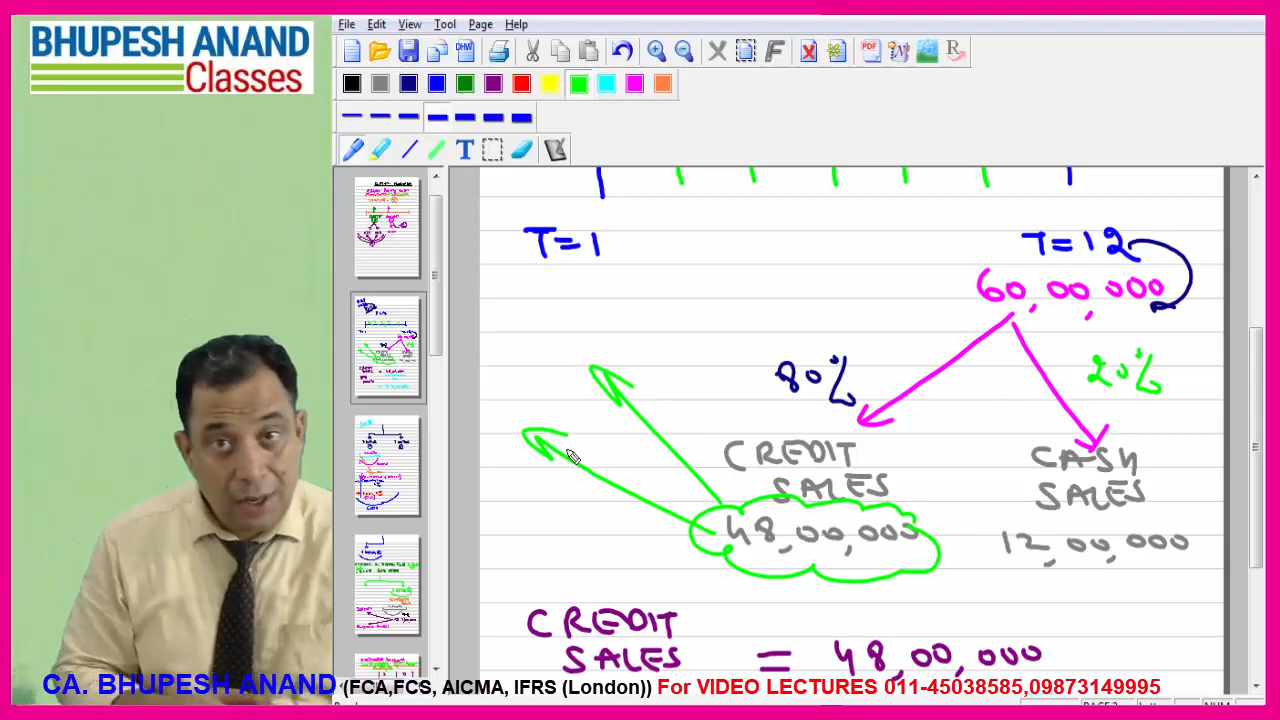 BHUPESH ANAND
Classes
File Edit View Tool Page Help
DHW PDF
T
T=1
T=12
60,00,000
80%
20%
CREDIT
SALES
48,00,000
CASH
SALES
12,00,000
CREDIT
SALES = 48,00,000
CA. BHUPESH ANAND (FCA,FCS, AICMA, IFRS (London)) For VIDEO LECTURES 011-45038585,09873149995